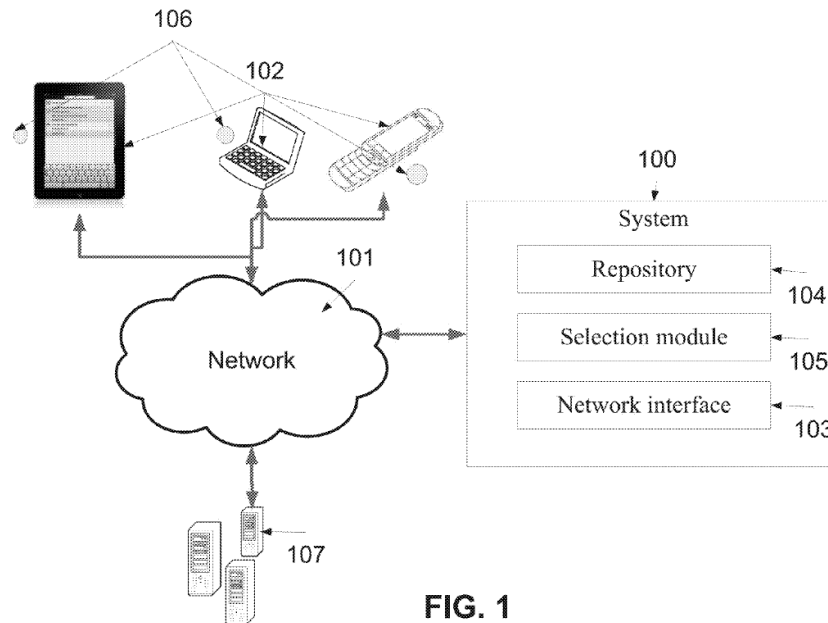 106
102
100
System
Repository
104
101
Selection module
105
Network
Network interface
103
107
FIG. 1